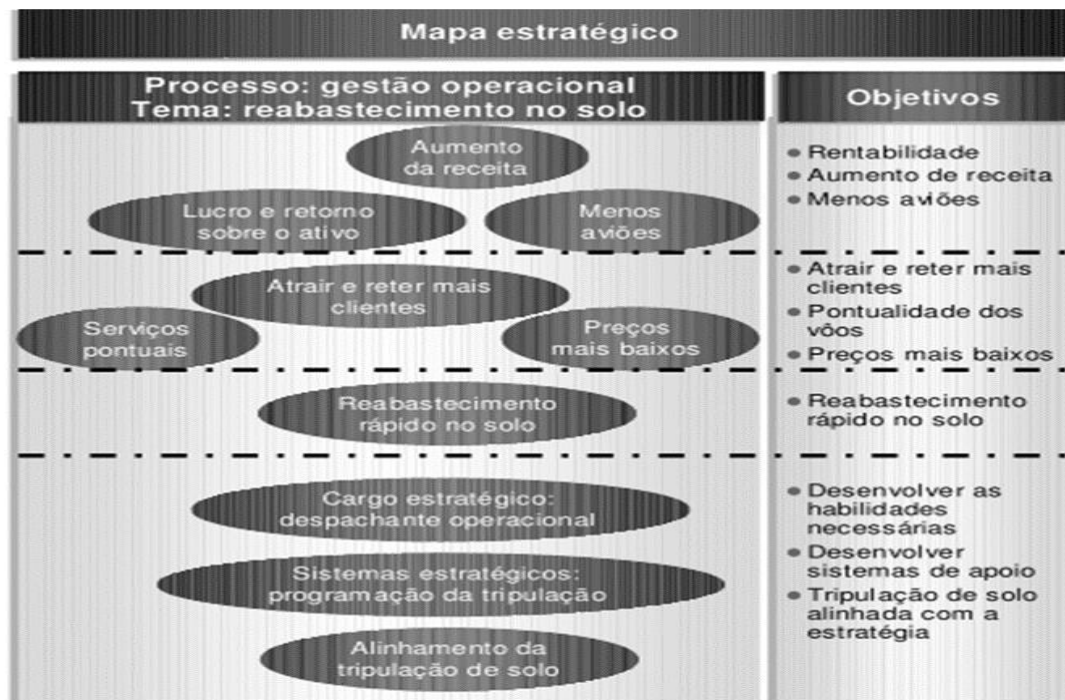 Mapa estratégico
Processo: gestão operacional
Tema: reabastecimento no solo
Objetivos
Aumento
da receita
Lucro e retorno
sobre o ativo
Menos
aviões
• Rentabilidade
• Aumento de receita
• Menos aviões
Atrair e reter mais
clientes
Serviços
pontuais
Preços
mais baixos
• Atrair e reter mais
clientes
• Pontualidade dos
vôos
• Preços mais baixos
Reabastecimento
rápido no solo
• Reabastecimento
rápido no solo
Cargo estratégico:
despachante operacional
Sistemas estratégicos:
programação da tripulação
Alinhamento da
tripulação de solo
• Desenvolver as
habilidades
necessárias
• Desenvolver
sistemas de apoio
• Tripulação de solo
alinhada com a
estratégia